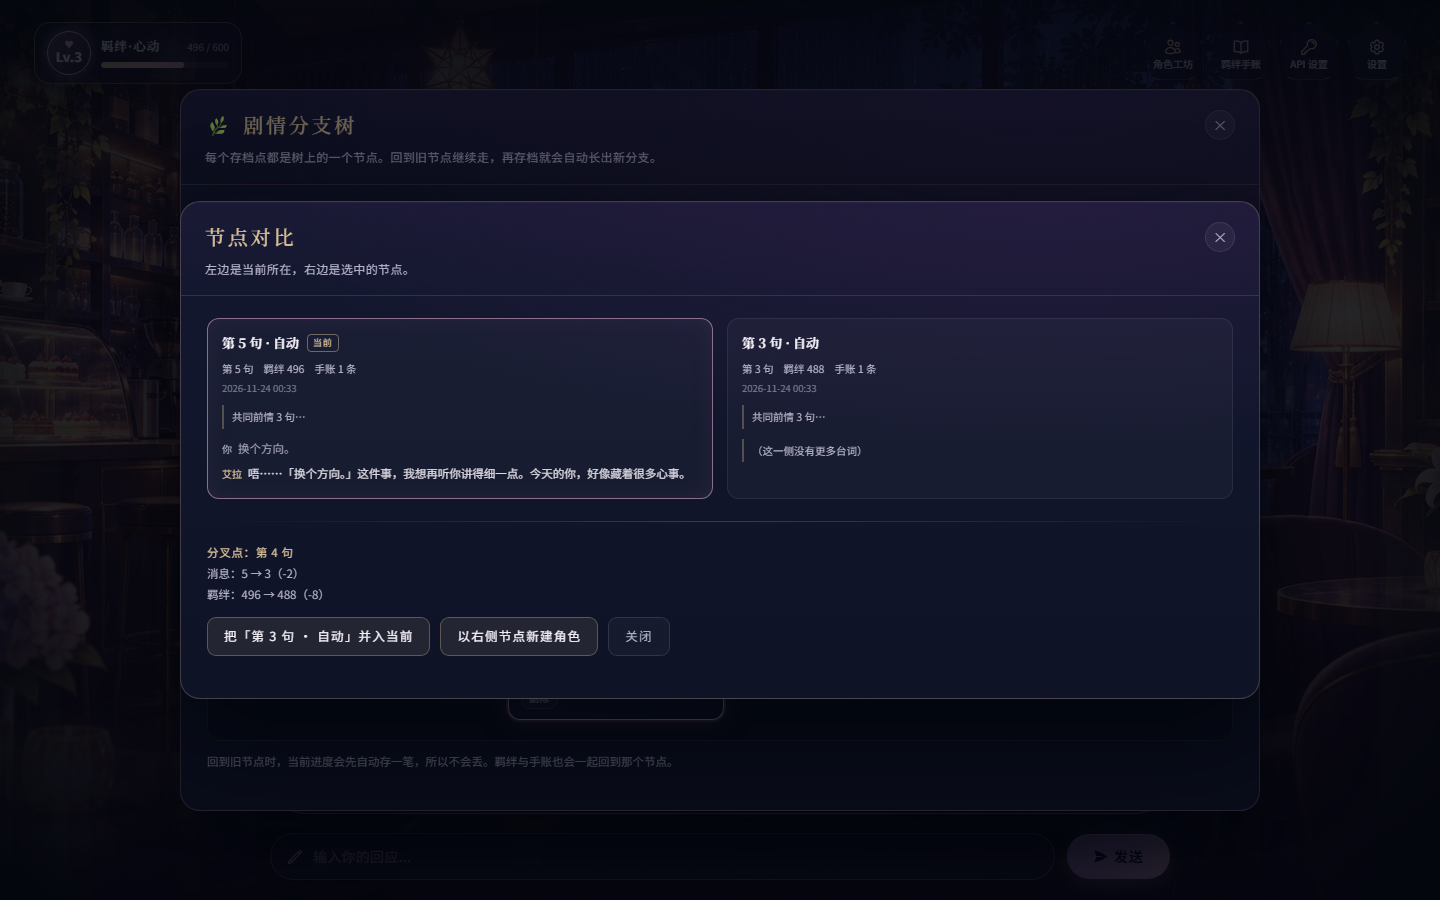 Lv.3
羁绊·心动 496 / 600
角色工坊 羁绊手账 API 设置 设置
剧情分支树
每个存档点都是树上的一个节点。回到旧节点继续走，再存档就会自动长出新分支。
节点对比
左边是当前所在，右边是选中的节点。
第 5 句 · 自动 当前
第 5 句 羁绊 496 手账 1 条
2026-11-24 00:33
共同前情 3 句…
你 换个方向。
艾拉 唔……「换个方向。」这件事，我想再听你讲得细一点。今天的你，好像藏着很多心事。
第 3 句 · 自动
第 3 句 羁绊 488 手账 1 条
2026-11-24 00:33
共同前情 3 句…
（这一侧没有更多台词）
分叉点：第 4 句
消息：5 → 3（-2）
羁绊：496 → 488（-8）
把「第 3 句 · 自动」并入当前 以右侧节点新建角色 关闭
回到旧节点时，当前进度会先自动存一笔，所以不会丢。羁绊与手账也会一起回到那个节点。
输入你的回应... 发送